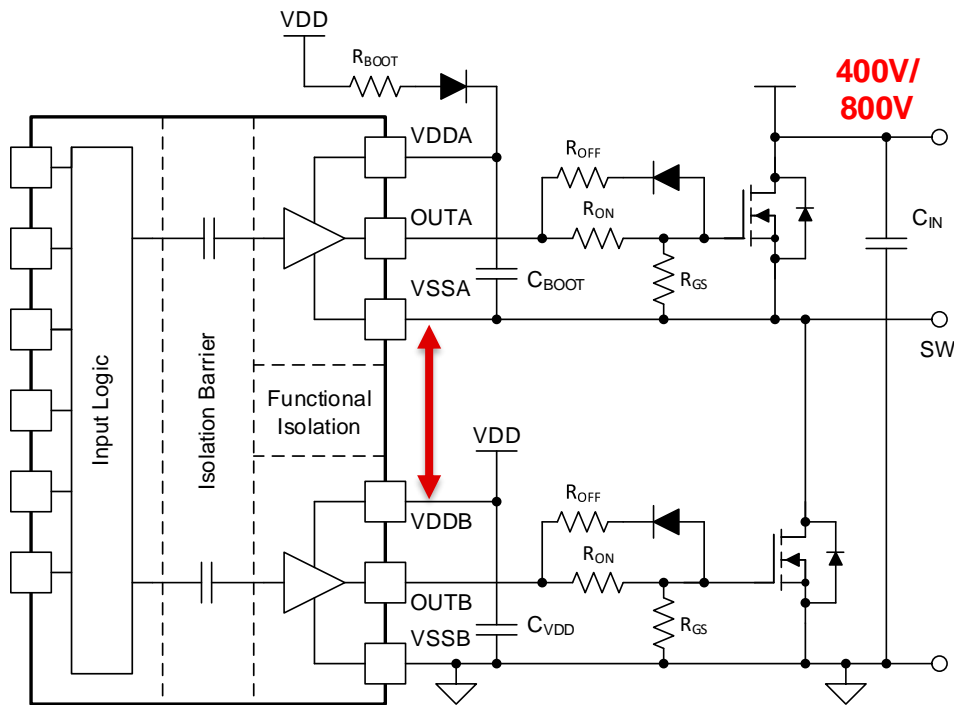 VDD
RBOOT
400V/
800V
VDDA
ROFF
OUTA
RON
CIN
VSSA
CBOOT
RGS
SW
Input Logic
Isolation Barrier
Functional
Isolation
VDD
VDDB
ROFF
RON
OUTB
CVDD
RGS
VSSB